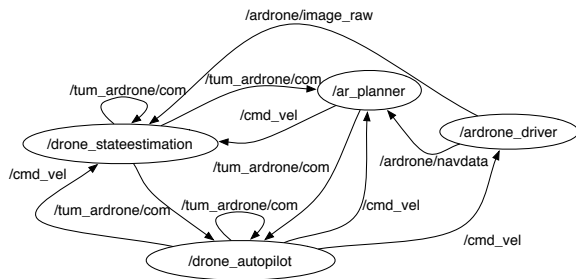 /ardrone/image_raw
/tum_ardrone/com
/tum_ardrone/com
/ar_planner
/cmd_vel
/drone_stateestimation
/ardrone_driver
/tum_ardrone/com
/ardrone/navdata
/cmd_vel
/tum_ardrone/com
/tum_ardrone/com
/cmd_vel
/cmd_vel
/drone_autopilot